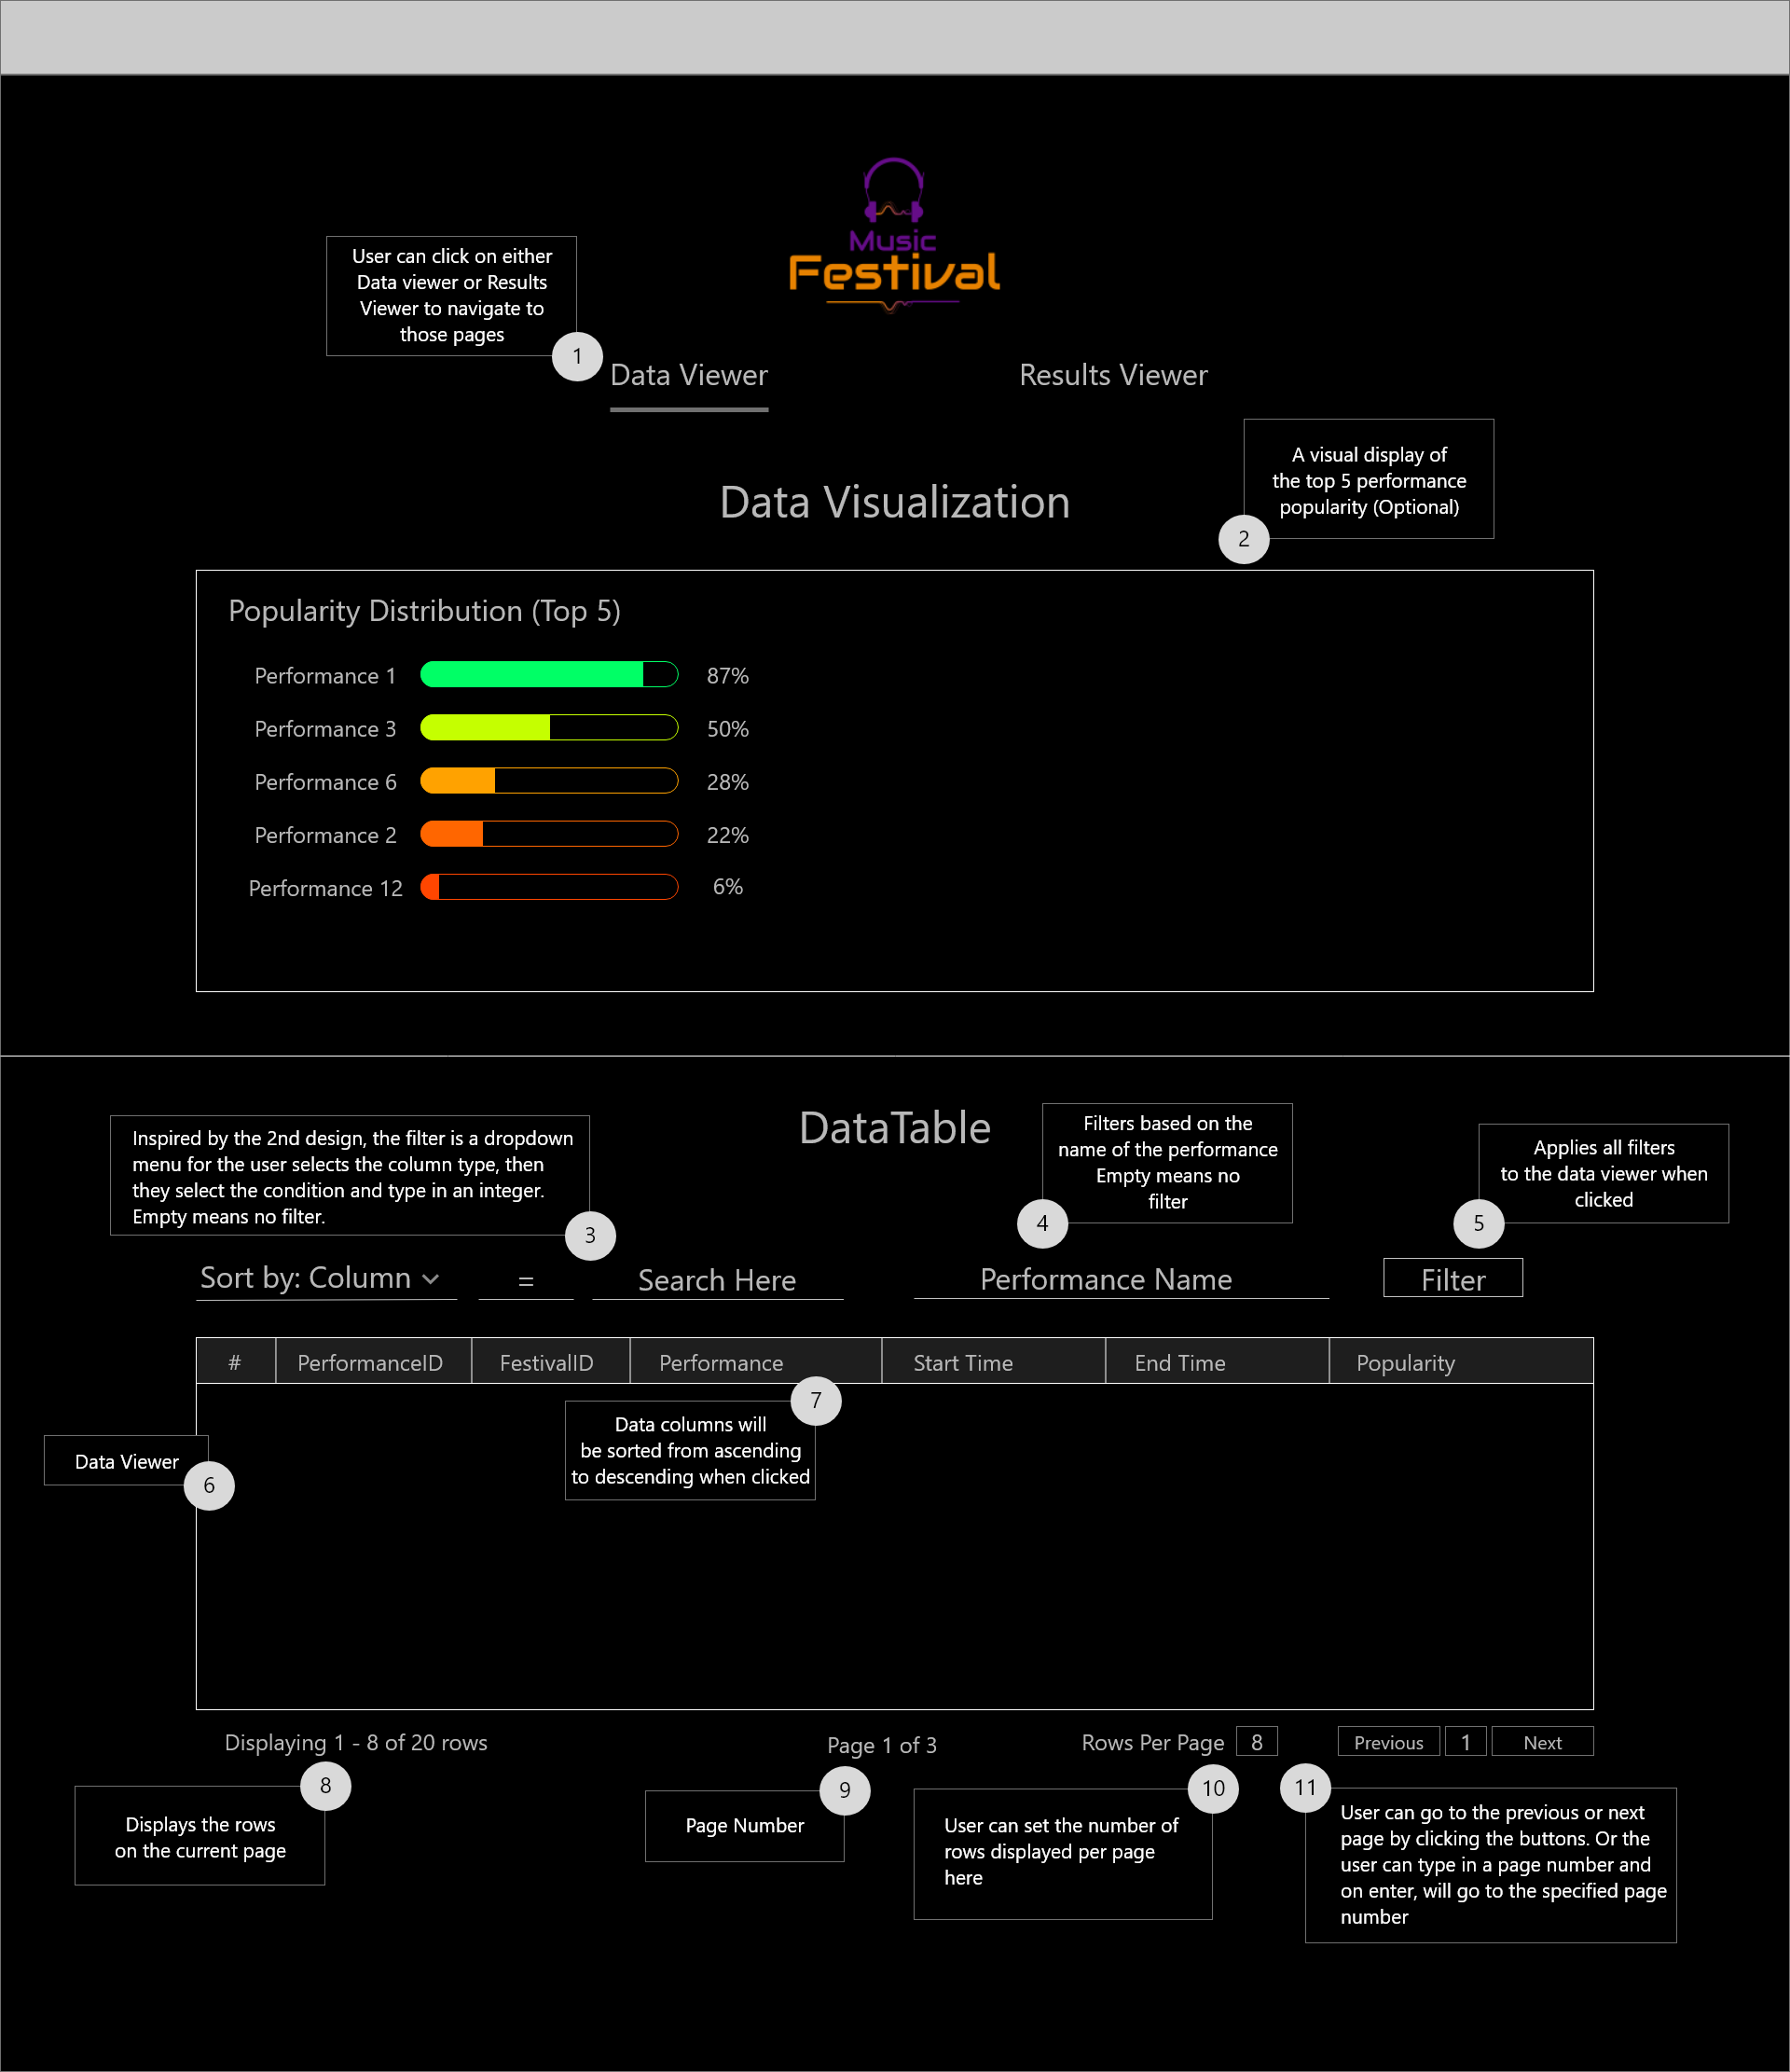 Music
Festival
User can click on either
Data viewer or Results
Viewer to navigate to
those pages
1
Data Viewer
Results Viewer
A visual display of
the top 5 performance
popularity (Optional)
2
Data Visualization
Popularity Distribution (Top 5)
Performance 1 87%
Performance 3 50%
Performance 6 28%
Performance 2 22%
Performance 12 6%
DataTable
Inspired by the 2nd design, the filter is a dropdown
menu for the user selects the column type, then
they select the condition and type in an integer.
Empty means no filter.
3
Filters based on the
name of the performance
Empty means no
filter
4
Applies all filters
to the data viewer when
clicked
5
Sort by: Column = Search Here Performance Name Filter
# PerformanceID FestivalID Performance Start Time End Time Popularity
7
Data columns will
be sorted from ascending
to descending when clicked
Data Viewer
6
Displaying 1 - 8 of 20 rows Page 1 of 3 Rows Per Page 8 Previous 1 Next
8
Displays the rows
on the current page
9
Page Number
10
User can set the number of
rows displayed per page
here
11
User can go to the previous or next
page by clicking the buttons. Or the
user can type in a page number and
on enter, will go to the specified page
number